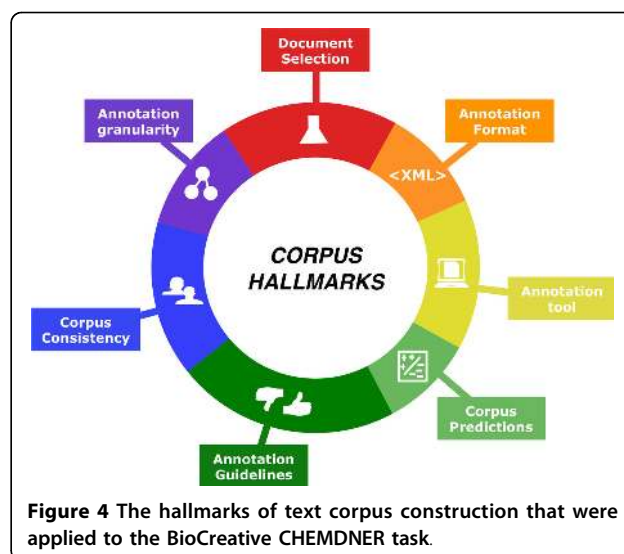 Document
Selection
Annotation
granularity
Annotation
Format
<XML>
CORPUS
HALLMARKS
Annotation
tool
Corpus
Consistency
Corpus
Predictions
Annotation
Guidelines
Figure 4 The hallmarks of text corpus construction that were
applied to the BioCreative CHEMDNER task.